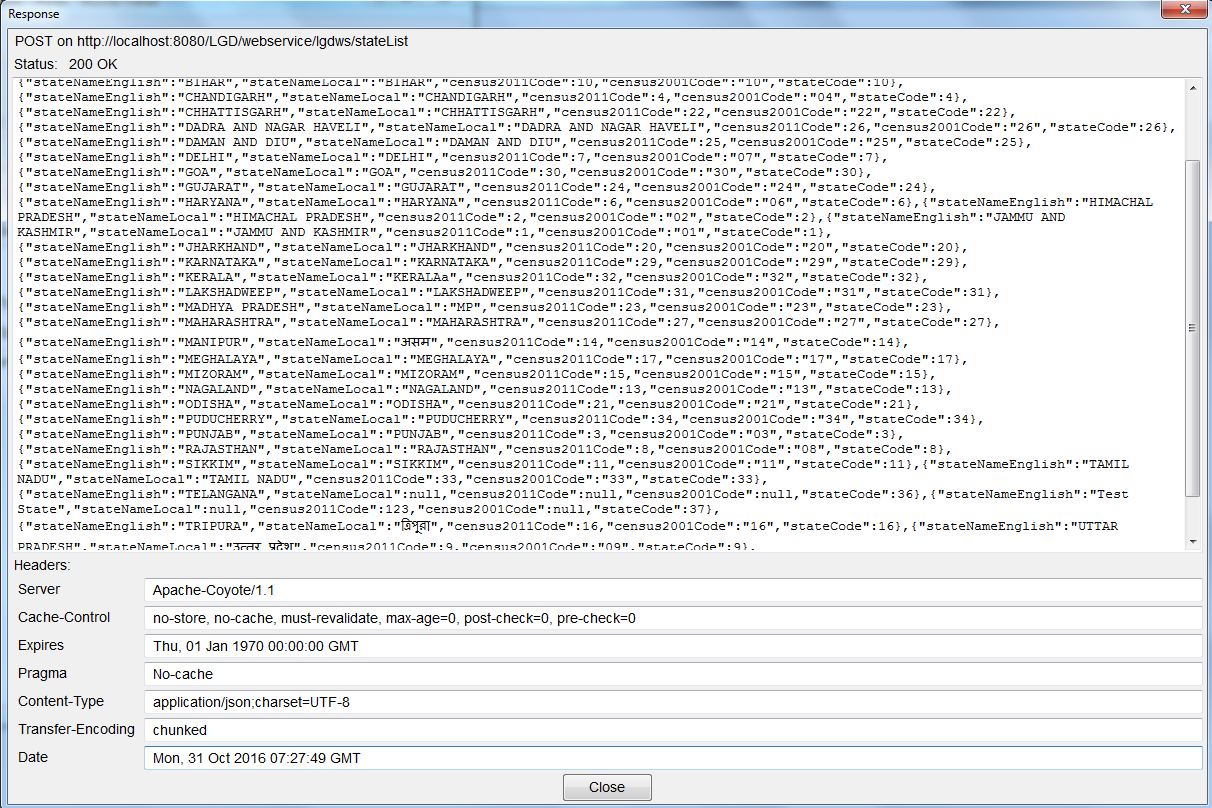 Response
POST on http://localhost:8080/LGD/webservice/lgdws/stateList
Status: 200 OK
{"stateNameEnglish":"BIHAR","stateNameLocal":"BIHAR","census2011Code":10,"census2001Code":"10","stateCode":10},
{"stateNameEnglish":"CHANDIGARH","stateNameLocal":"CHANDIGARH","census2011Code":4,"census2001Code":"04","stateCode":4},
{"stateNameEnglish":"CHHATTISGARH","stateNameLocal":"CHHATTISGARH","census2011Code":22,"census2001Code":"22","stateCode":22},
{"stateNameEnglish":"DADRA AND NAGAR HAVELI","stateNameLocal":"DADRA AND NAGAR HAVELI","census2011Code":26,"census2001Code":"26","stateCode":26},
{"stateNameEnglish":"DAMAN AND DIU","stateNameLocal":"DAMAN AND DIU","census2011Code":25,"census2001Code":"25","stateCode":25},
{"stateNameEnglish":"DELHI","stateNameLocal":"DELHI","census2011Code":7,"census2001Code":"07","stateCode":7},
{"stateNameEnglish":"GOA","stateNameLocal":"GOA","census2011Code":30,"census2001Code":"30","stateCode":30},
{"stateNameEnglish":"GUJARAT","stateNameLocal":"GUJARAT","census2011Code":24,"census2001Code":"24","stateCode":24},
{"stateNameEnglish":"HARYANA","stateNameLocal":"HARYANA","census2011Code":6,"census2001Code":"06","stateCode":6},{"stateNameEnglish":"HIMACHAL
PRADESH","stateNameLocal":"HIMACHAL PRADESH","census2011Code":2,"census2001Code":"02","stateCode":2},{"stateNameEnglish":"JAMMU AND
KASHMIR","stateNameLocal":"JAMMU AND KASHMIR","census2011Code":1,"census2001Code":"01","stateCode":1},
{"stateNameEnglish":"JHARKHAND","stateNameLocal":"JHARKHAND","census2011Code":20,"census2001Code":"20","stateCode":20},
{"stateNameEnglish":"KARNATAKA","stateNameLocal":"KARNATAKA","census2011Code":29,"census2001Code":"29","stateCode":29},
{"stateNameEnglish":"KERALA","stateNameLocal":"KERALAa","census2011Code":32,"census2001Code":"32","stateCode":32},
{"stateNameEnglish":"LAKSHADWEEP","stateNameLocal":"LAKSHADWEEP","census2011Code":31,"census2001Code":"31","stateCode":31},
{"stateNameEnglish":"MADHYA PRADESH","stateNameLocal":"MP","census2011Code":23,"census2001Code":"23","stateCode":23},
{"stateNameEnglish":"MAHARASHTRA","stateNameLocal":"MAHARASHTRA","census2011Code":27,"census2001Code":"27","stateCode":27},
{"stateNameEnglish":"MANIPUR","stateNameLocal":"असम","census2011Code":14,"census2001Code":"14","stateCode":14},
{"stateNameEnglish":"MEGHALAYA","stateNameLocal":"MEGHALAYA","census2011Code":17,"census2001Code":"17","stateCode":17},
{"stateNameEnglish":"MIZORAM","stateNameLocal":"MIZORAM","census2011Code":15,"census2001Code":"15","stateCode":15},
{"stateNameEnglish":"NAGALAND","stateNameLocal":"NAGALAND","census2011Code":13,"census2001Code":"13","stateCode":13},
{"stateNameEnglish":"ODISHA","stateNameLocal":"ODISHA","census2011Code":21,"census2001Code":"21","stateCode":21},
{"stateNameEnglish":"PUDUCHERRY","stateNameLocal":"PUDUCHERRY","census2011Code":34,"census2001Code":"34","stateCode":34},
{"stateNameEnglish":"PUNJAB","stateNameLocal":"PUNJAB","census2011Code":3,"census2001Code":"03","stateCode":3},
{"stateNameEnglish":"RAJASTHAN","stateNameLocal":"RAJASTHAN","census2011Code":8,"census2001Code":"08","stateCode":8},
{"stateNameEnglish":"SIKKIM","stateNameLocal":"SIKKIM","census2011Code":11,"census2001Code":"11","stateCode":11},{"stateNameEnglish":"TAMIL
NADU","stateNameLocal":"TAMIL NADU","census2011Code":33,"census2001Code":"33","stateCode":33},
{"stateNameEnglish":"TELANGANA","stateNameLocal":null,"census2011Code":null,"census2001Code":null,"stateCode":36},{"stateNameEnglish":"Test
State","stateNameLocal":null,"census2011Code":123,"census2001Code":null,"stateCode":37},
{"stateNameEnglish":"TRIPURA","stateNameLocal":"ত্রিপুরা","census2011Code":16,"census2001Code":"16","stateCode":16},{"stateNameEnglish":"UTTAR
PRADESH","stateNameLocal":"उत्तर प्रदेश","census2011Code":9,"census2001Code":"09","stateCode":9},
Headers:
Server Apache-Coyote/1.1
Cache-Control no-store, no-cache, must-revalidate, max-age=0, post-check=0, pre-check=0
Expires Thu, 01 Jan 1970 00:00:00 GMT
Pragma No-cache
Content-Type application/json;charset=UTF-8
Transfer-Encoding chunked
Date Mon, 31 Oct 2016 07:27:49 GMT
Close